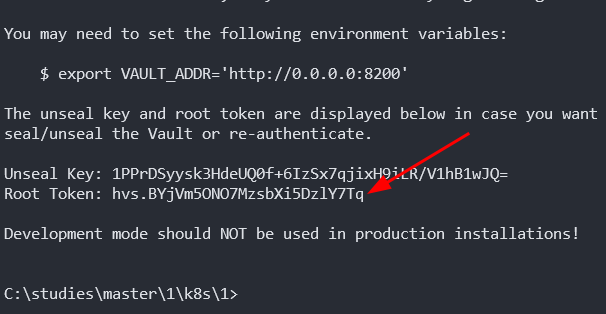 You may need to set the following environment variables:
$ export VAULT_ADDR='http://0.0.0.0:8200'
The unseal key and root token are displayed below in case you want
seal/unseal the Vault or re-authenticate.
Unseal Key: 1PPrDSyysk3HdeUQ0f+6IzSx7qjixH9iLR/V1hB1wJQ=
Root Token: hvs.BYjVm5ONO7MzsbXi5DzlY7Tq
Development mode should NOT be used in production installations!
C:\studies\master\1\k8s\1>